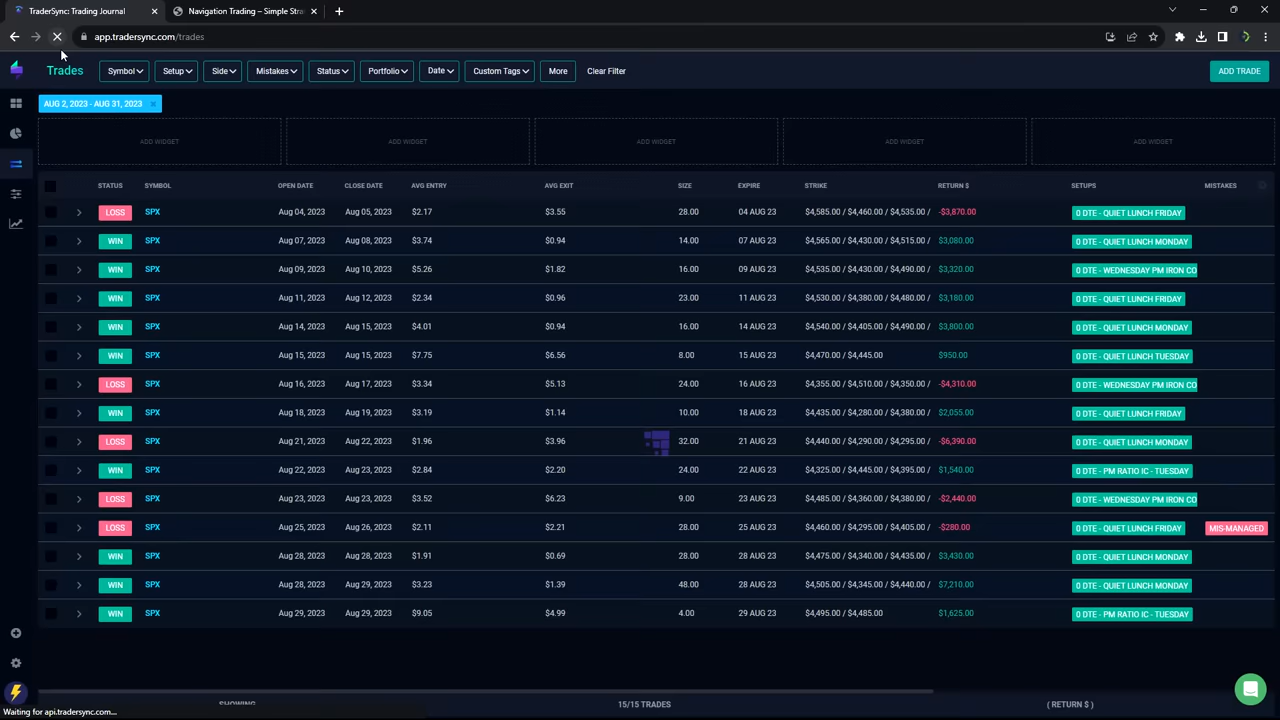 TraderSync Trading Journal
Navigation Trading – Simple Stra
app.tradersync.com/trades
Trades Symbol Setup Side Mistakes Status Portfolio Date Custom Tags More Clear Filter ADD TRADE
AUG 2, 2023 - AUG 31, 2023
ADD WIDGET ADD WIDGET ADD WIDGET ADD WIDGET ADD WIDGET
STATUS SYMBOL OPEN DATE CLOSE DATE AVG ENTRY AVG EXIT SIZE EXPIRE STRIKE RETURN $ SETUPS MISTAKES
LOSS SPX Aug 04, 2023 Aug 05, 2023 $2.17 $3.55 28.00 04 AUG 23 $4,585.00 / $4,460.00 / $4,535.00 / -$3,870.00 0 DTE - QUIET LUNCH FRIDAY
WIN SPX Aug 07, 2023 Aug 08, 2023 $3.74 $0.94 14.00 07 AUG 23 $4,565.00 / $4,430.00 / $4,515.00 / $3,080.00 0 DTE - QUIET LUNCH MONDAY
WIN SPX Aug 09, 2023 Aug 10, 2023 $5.26 $1.82 16.00 09 AUG 23 $4,535.00 / $4,430.00 / $4,490.00 / $3,320.00 0 DTE - WEDNESDAY PM IRON CO
WIN SPX Aug 11, 2023 Aug 12, 2023 $2.34 $0.96 23.00 11 AUG 23 $4,530.00 / $4,380.00 / $4,480.00 / $3,180.00 0 DTE - QUIET LUNCH FRIDAY
WIN SPX Aug 14, 2023 Aug 15, 2023 $4.01 $0.94 16.00 14 AUG 23 $4,540.00 / $4,405.00 / $4,490.00 / $3,800.00 0 DTE - QUIET LUNCH MONDAY
WIN SPX Aug 15, 2023 Aug 15, 2023 $7.75 $6.56 8.00 15 AUG 23 $4,470.00 / $4,445.00 $950.00 0 DTE - QUIET LUNCH TUESDAY
LOSS SPX Aug 16, 2023 Aug 17, 2023 $3.34 $5.13 24.00 16 AUG 23 $4,505.00 / $4,510.00 / $4,350.00 / -$4,310.00 0 DTE - WEDNESDAY PM IRON CO
WIN SPX Aug 18, 2023 Aug 19, 2023 $3.19 $1.14 10.00 18 AUG 23 $4,435.00 / $4,280.00 / $4,380.00 / $2,055.00 0 DTE - QUIET LUNCH FRIDAY
LOSS SPX Aug 21, 2023 Aug 22, 2023 $1.96 $3.96 32.00 21 AUG 23 $4,440.00 / $4,290.00 / $4,295.00 / -$6,390.00 0 DTE - QUIET LUNCH MONDAY
WIN SPX Aug 22, 2023 Aug 23, 2023 $2.84 $2.20 24.00 22 AUG 23 $4,325.00 / $4,445.00 / $4,395.00 / $1,540.00 0 DTE - PM RATIO IC - TUESDAY
LOSS SPX Aug 23, 2023 Aug 23, 2023 $3.52 $6.23 9.00 23 AUG 23 $4,485.00 / $4,360.00 / $4,380.00 / -$2,440.00 0 DTE - WEDNESDAY PM IRON CO
LOSS SPX Aug 25, 2023 Aug 26, 2023 $2.11 $2.21 28.00 25 AUG 23 $4,460.00 / $4,295.00 / $4,405.00 / -$280.00 0 DTE - QUIET LUNCH FRIDAY MIS-MANAGED
WIN SPX Aug 28, 2023 Aug 28, 2023 $1.91 $0.69 28.00 28 AUG 23 $4,475.00 / $4,340.00 / $4,435.00 / $3,430.00 0 DTE - QUIET LUNCH MONDAY
WIN SPX Aug 28, 2023 Aug 29, 2023 $3.23 $1.39 48.00 28 AUG 23 $4,505.00 / $4,345.00 / $4,440.00 / $7,210.00 0 DTE - QUIET LUNCH MONDAY
WIN SPX Aug 29, 2023 Aug 29, 2023 $9.05 $4.99 4.00 29 AUG 23 $4,495.00 / $4,485.00 $1,625.00 0 DTE - PM RATIO IC - TUESDAY
SHOWING 15/15 TRADES ( RETURN $ )
Waiting for api.tradersync.com...